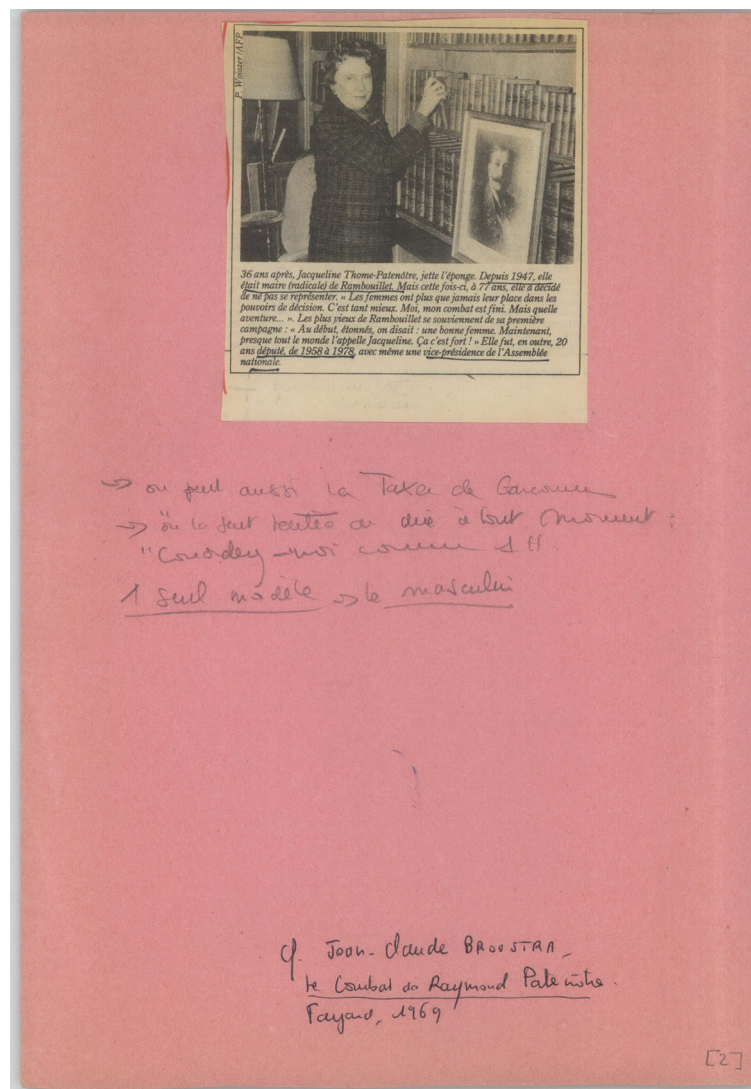 P. Wouzer/AFP
36 ans après, Jacqueline Thome-Patenôtre, jette l'éponge. Depuis 1947, elle
était maire (radicale) de Rambouillet. Mais cette fois-ci, à 77 ans, elle a décidé
de ne pas se représenter. « Les femmes ont plus que jamais leur place dans les
pouvoirs de décision. C'est tant mieux. Moi, mon combat est fini. Mais quelle
aventure... ». Les plus vieux de Rambouillet se souviennent de sa première
campagne : « Au début, étonnés, on disait : une bonne femme. Maintenant,
presque tout le monde l'appelle Jacqueline. Ça c'est fort ! » Elle fut, en outre, 20
ans député, de 1958 à 1978, avec même une vice-présidence de l'Assemblée
nationale.
→ on peut aussi la Taxer de
→ on la sent tentée de dire à tout moment :
"Considérez-moi comme 1 H
1 seul modèle → le masculin
cf. Jean-Claude BROUSTRA,
Le Combat de Raymond Patenôtre.
Fayard, 1969
[2]